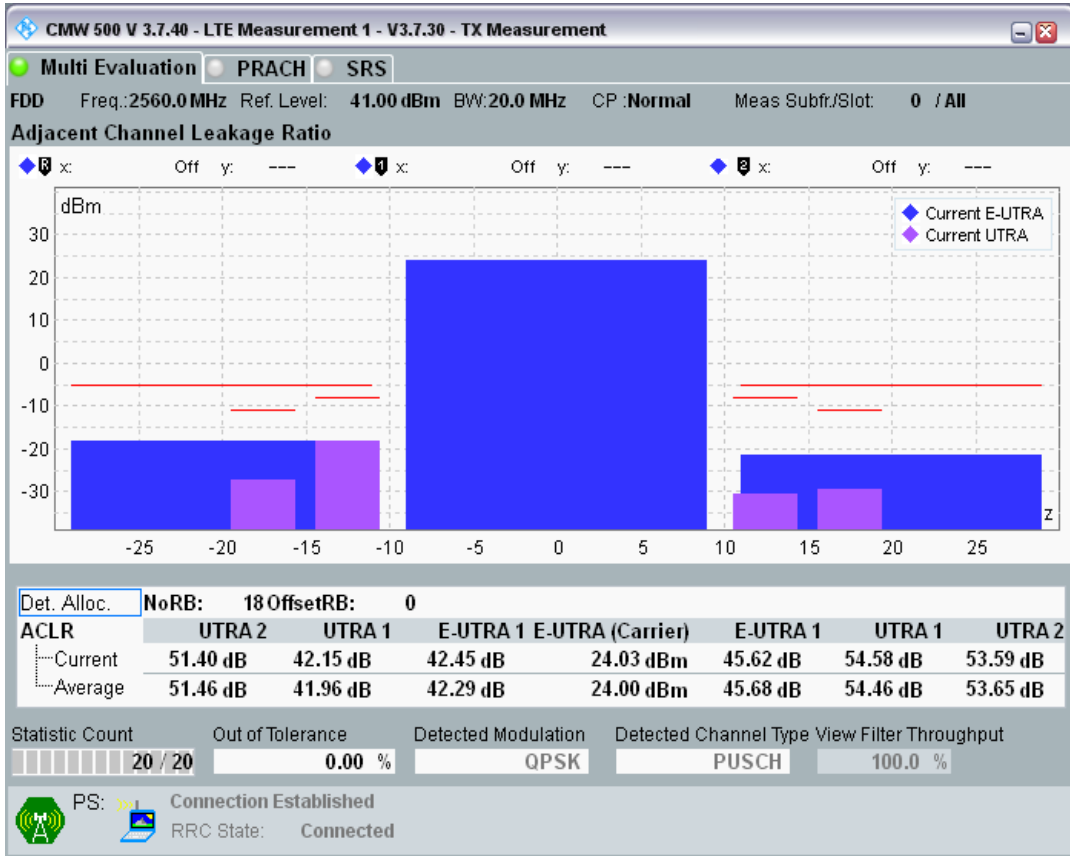 CMW 500 V 3.7.40 - LTE Measurement 1 - V3.7.30 - TX Measurement
Multi Evaluation PRACH SRS
FDD Freq.:2560.0 MHz Ref. Level: 41.00 dBm BW:20.0 MHz CP :Normal Meas Subfr./Slot: 0 / All
Adjacent Channel Leakage Ratio
R x: Off y: --- 1 x: Off y: --- 2 x: Off y: ---
dBm
Current E-UTRA
Current UTRA
30
20
10
0
-10
-20
-30
z
-25 -20 -15 -10 -5 0 5 10 15 20 25
Det. Alloc. NoRB: 18 OffsetRB: 0
ACLR UTRA 2 UTRA 1 E-UTRA 1 E-UTRA (Carrier) E-UTRA 1 UTRA 1 UTRA 2
Current 51.40 dB 42.15 dB 42.45 dB 24.03 dBm 45.62 dB 54.58 dB 53.59 dB
Average 51.46 dB 41.96 dB 42.29 dB 24.00 dBm 45.68 dB 54.46 dB 53.65 dB
Statistic Count Out of Tolerance Detected Modulation Detected Channel Type View Filter Throughput
20 / 20 0.00 % QPSK PUSCH 100.0 %
PS: Connection Established
RRC State: Connected